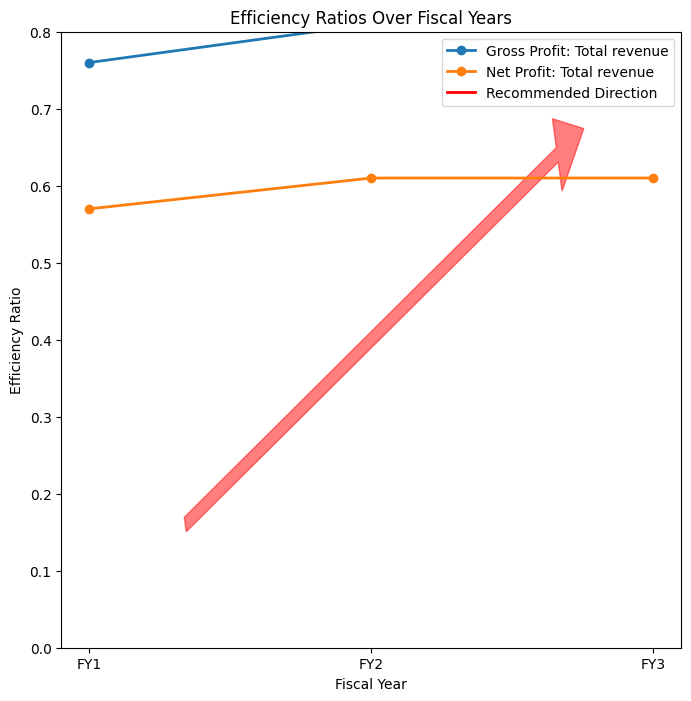 Efficiency Ratios Over Fiscal Years
Gross Profit: Total revenue
Net Profit: Total revenue
Recommended Direction
Efficiency Ratio
0.8
0.7
0.6
0.5
0.4
0.3
0.2
0.1
0.0
FY1 FY2 FY3
Fiscal Year